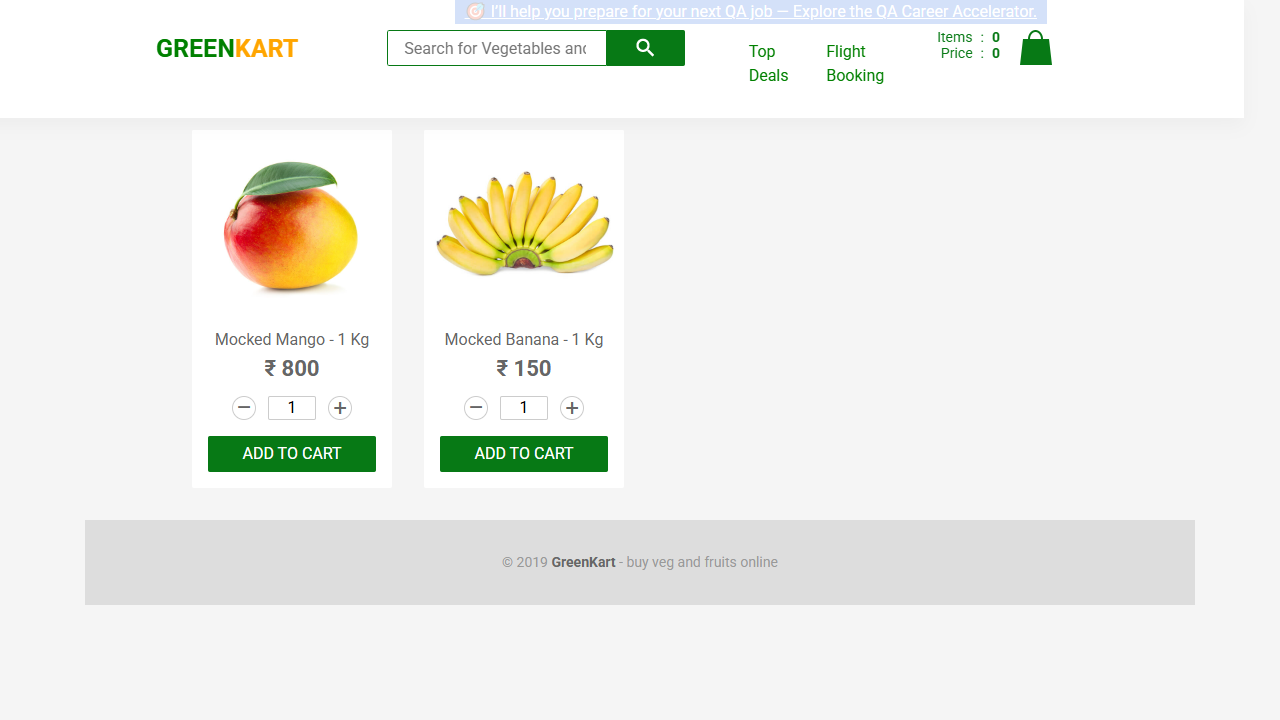 🎯 I'll help you prepare for your next QA job — Explore the QA Career Accelerator.
GREENKART
Search for Vegetables and
Top Deals
Flight Booking
Items : 0
Price : 0
Mocked Mango - 1 Kg
₹ 800
1
ADD TO CART
Mocked Banana - 1 Kg
₹ 150
1
ADD TO CART
© 2019 GreenKart - buy veg and fruits online